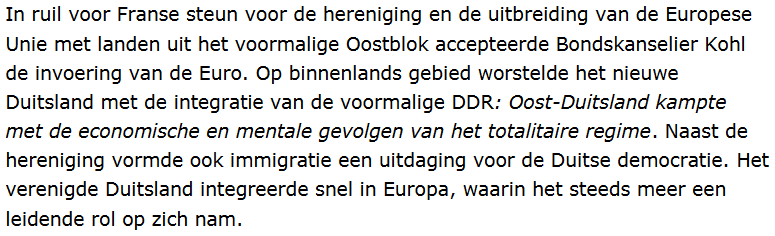 In ruil voor Franse steun voor de hereniging en de uitbreiding van de Europese
Unie met landen uit het voormalige Oostblok accepteerde Bondskanselier Kohl
de invoering van de Euro. Op binnenlands gebied worstelde het nieuwe
Duitsland met de integratie van de voormalige DDR: Oost-Duitsland kampte
met de economische en mentale gevolgen van het totalitaire regime. Naast de
hereniging vormde ook immigratie een uitdaging voor de Duitse democratie. Het
verenigde Duitsland integreerde snel in Europa, waarin het steeds meer een
leidende rol op zich nam.